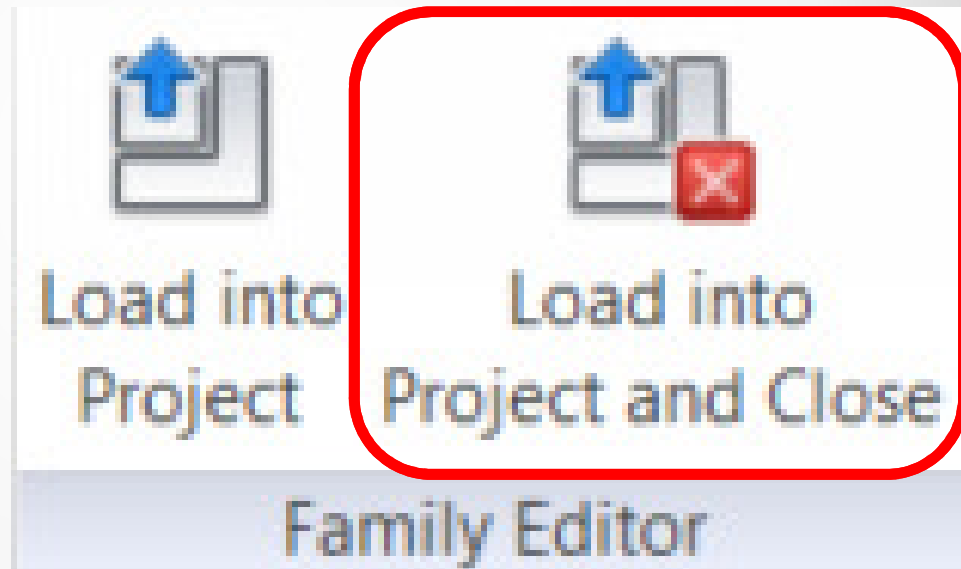 Load into
Project
Load into
Project and Close
Family Editor